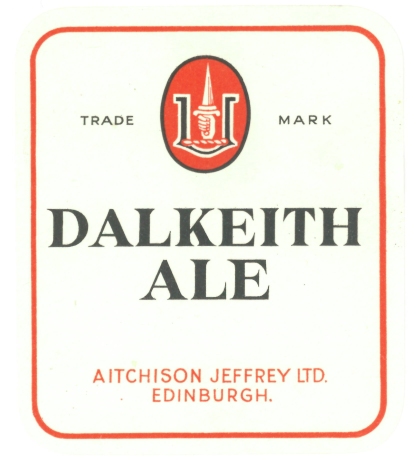 TRADE MARK
DALKEITH
ALE
AITCHISON JEFFREY LTD.
EDINBURGH.